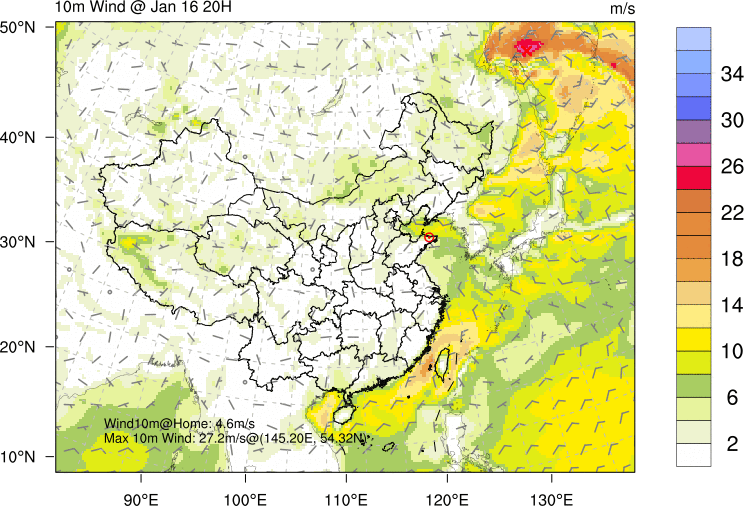 10m Wind @ Jan 16 20H
m/s
50°N
40°N
30°N
20°N
10°N
34
30
26
22
18
14
10
6
2
Wind10m@Home: 4.6m/s
Max 10m Wind: 27.2m/s@(145.20E, 54.32N)
90°E
100°E
110°E
120°E
130°E